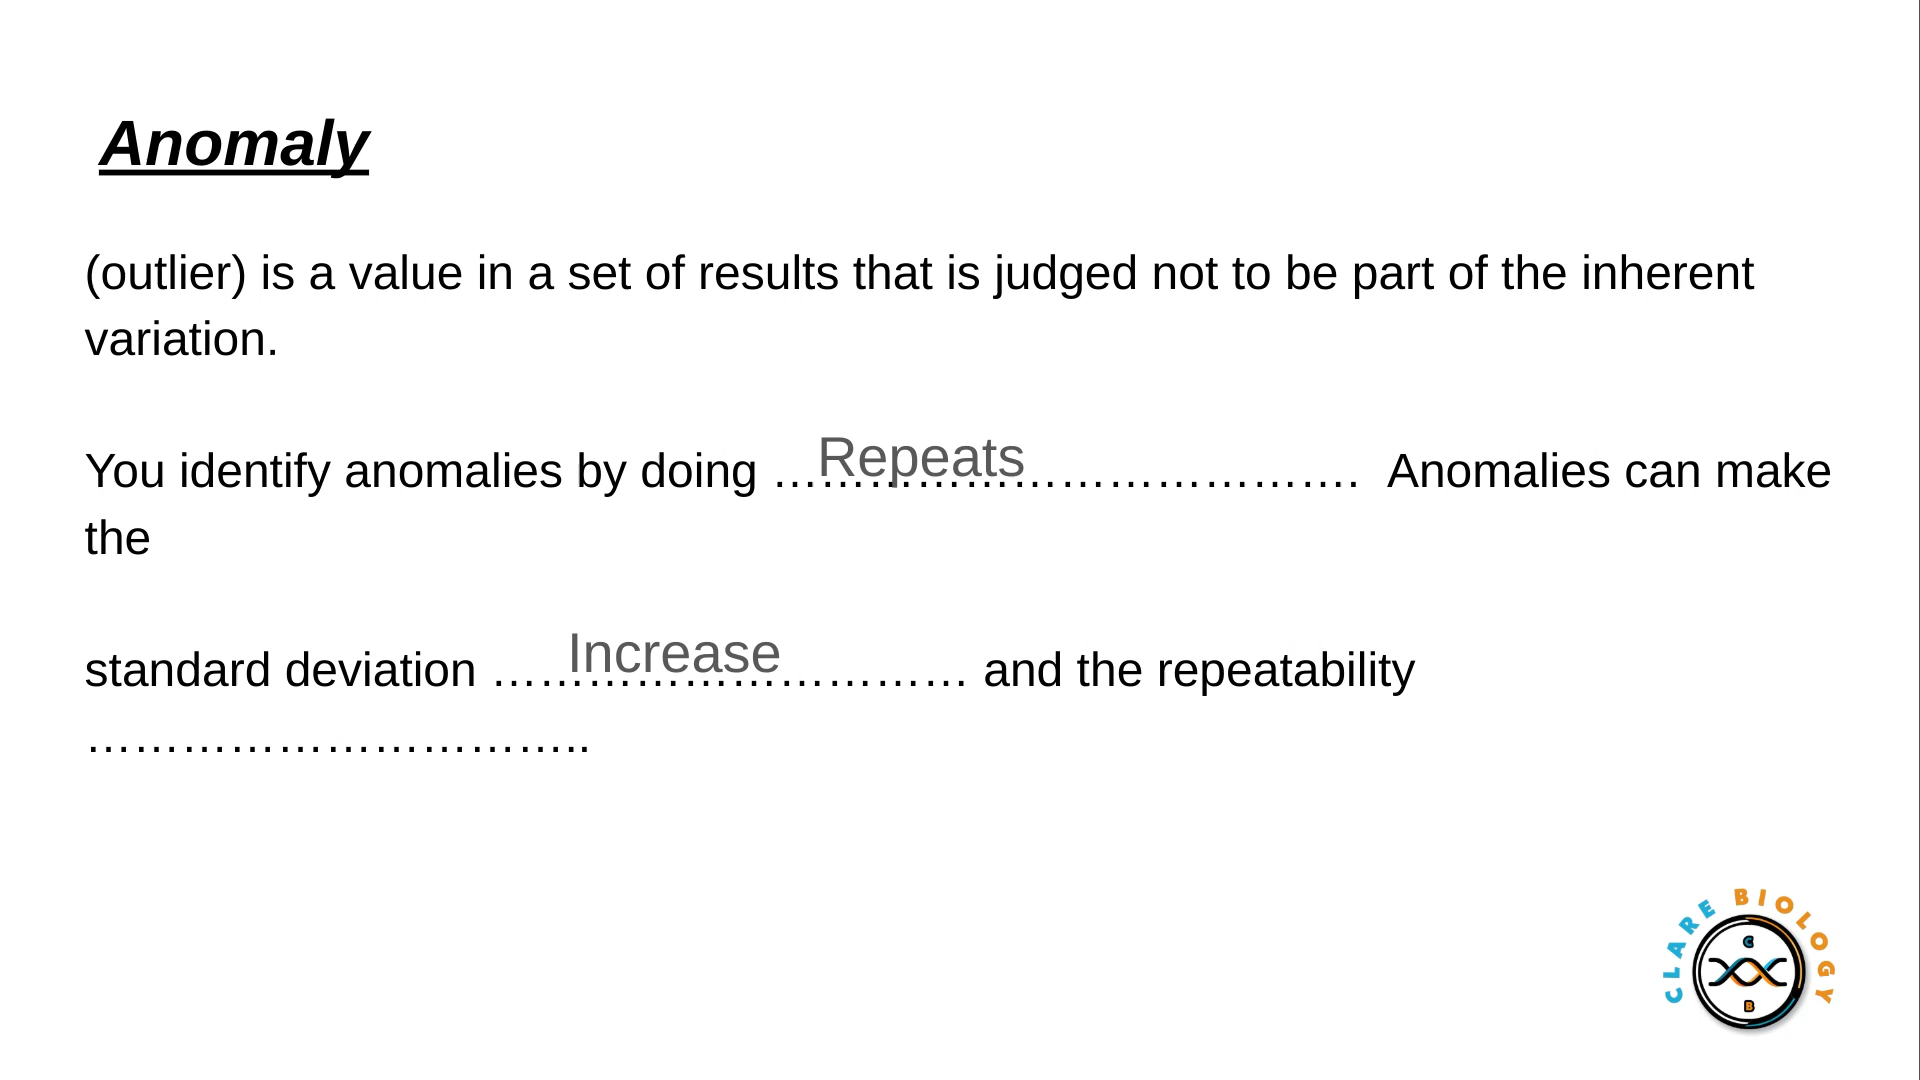 Anomaly
(outlier) is a value in a set of results that is judged not to be part of the inherent
variation.
You identify anomalies by doing ……Repeats…………………………. Anomalies can make
the
standard deviation ……Increase…………………… and the repeatability
…………………………..
CLARE BIOLOGY
C
B